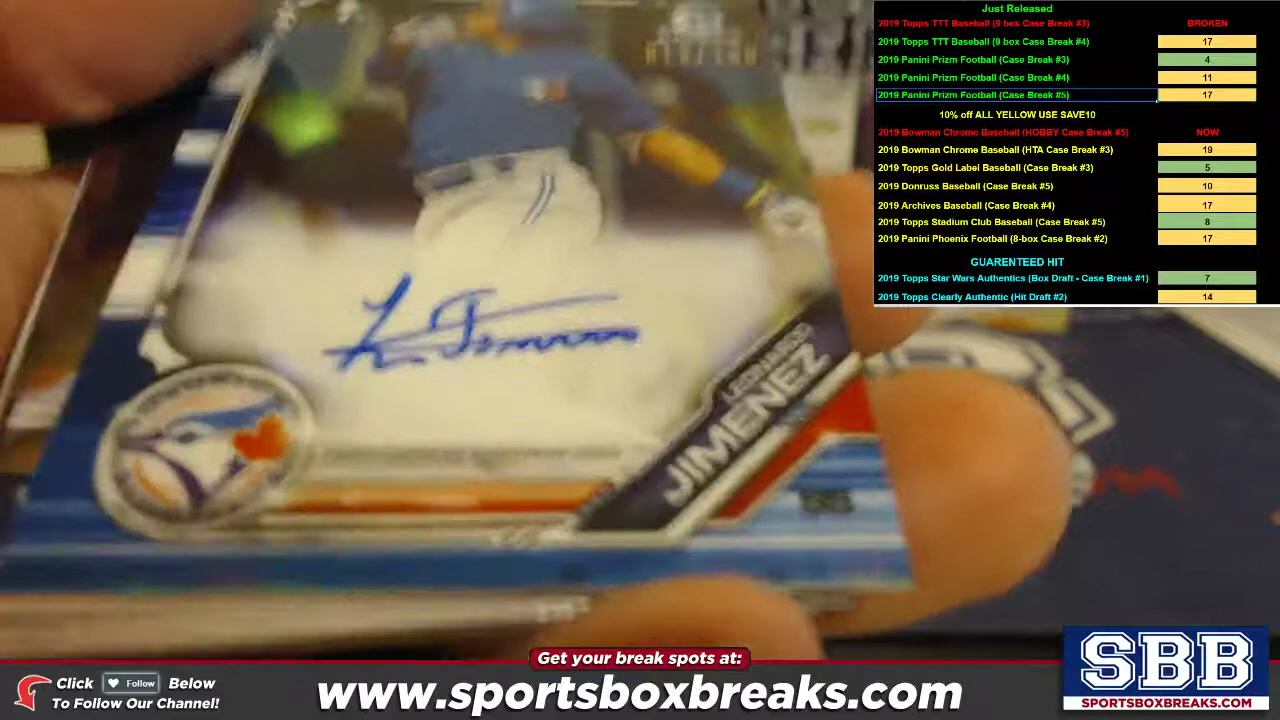 Just Released
2019 Topps TTT Baseball (9 box Case Break #3) BROKEN
2019 Topps TTT Baseball (9 box Case Break #4) 17
2019 Panini Prizm Football (Case Break #3) 4
2019 Panini Prizm Football (Case Break #4) 11
2019 Panini Prizm Football (Case Break #5) 17
10% off ALL YELLOW USE SAVE10
2019 Bowman Chrome Baseball (HOBBY Case Break #5) NOW
2019 Bowman Chrome Baseball (HTA Case Break #3) 19
2019 Topps Gold Label Baseball (Case Break #3) 5
2019 Donruss Baseball (Case Break #5) 10
2019 Archives Baseball (Case Break #4) 17
2019 Topps Stadium Club Baseball (Case Break #5) 8
2019 Panini Phoenix Football (8-box Case Break #2) 17
GUARENTEED HIT
2019 Topps Star Wars Authentics (Box Draft - Case Break #1) 7
2019 Topps Clearly Authentic (Hit Draft #2) 14
LEONARDO
JIMENEZ
Get your break spots at:
www.sportsboxbreaks.com
Click Follow Below
To Follow Our Channel!
SBB
SPORTSBOXBREAKS.COM